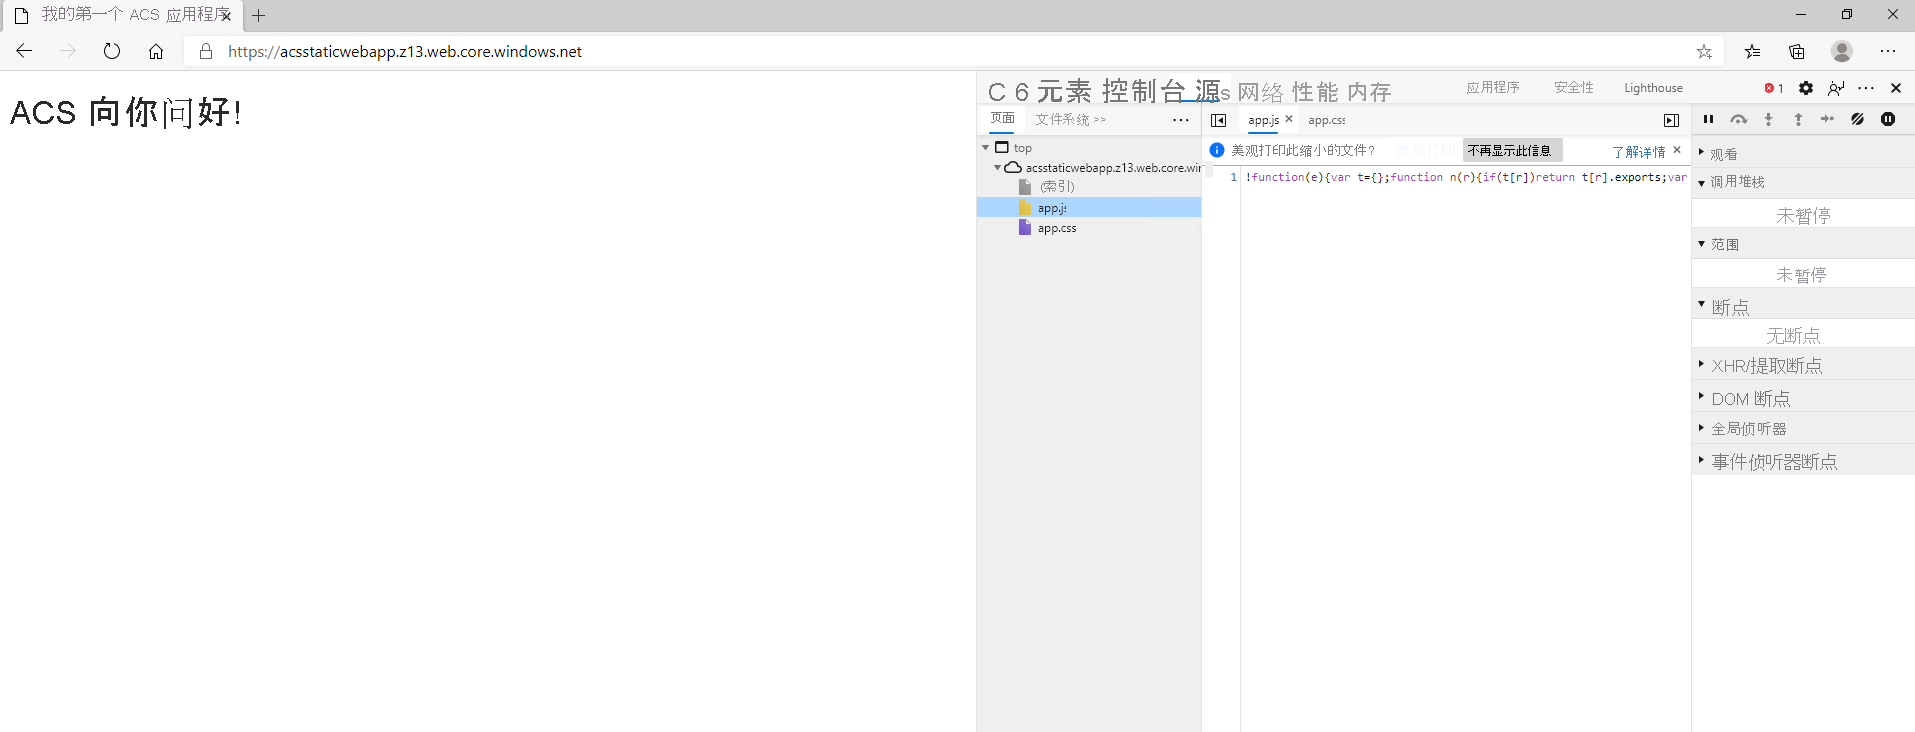 我的第一个 ACS 应用程序
https://acsstaticwebapp.z13.web.core.windows.net
ACS 向你问好!
C 6 元素 控制台 源s 网络 性能 内存 应用程序 安全性 Lighthouse 1
页面 文件系统 >>
app.js app.css
top
acsstaticwebapp.z13.web.core.wi
(索引)
app.js
app.css
美观打印此缩小的文件? 美观打印 不再显示此信息 了解详情
1 !function(e){var t={};function n(r){if(t[r])return t[r].exports;var
观看
调用堆栈
未暂停
范围
未暂停
断点
无断点
XHR/提取断点
DOM 断点
全局侦听器
事件侦听器断点